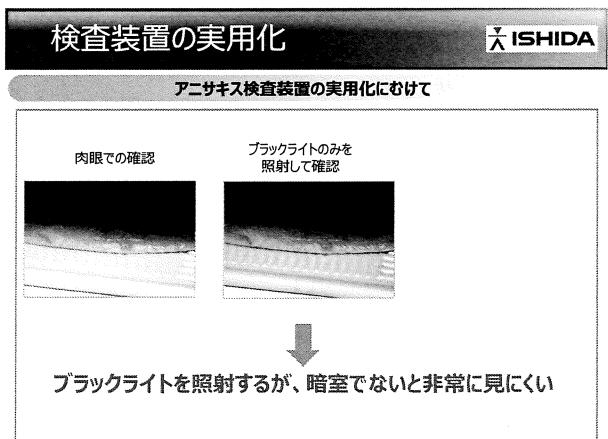 検査装置の実用化
ISHIDA
アニサキス検査装置の実用化にむけて
肉眼での確認
ブラックライトのみを
照射して確認
ブラックライトを照射するが、暗室でないと非常に見にくい